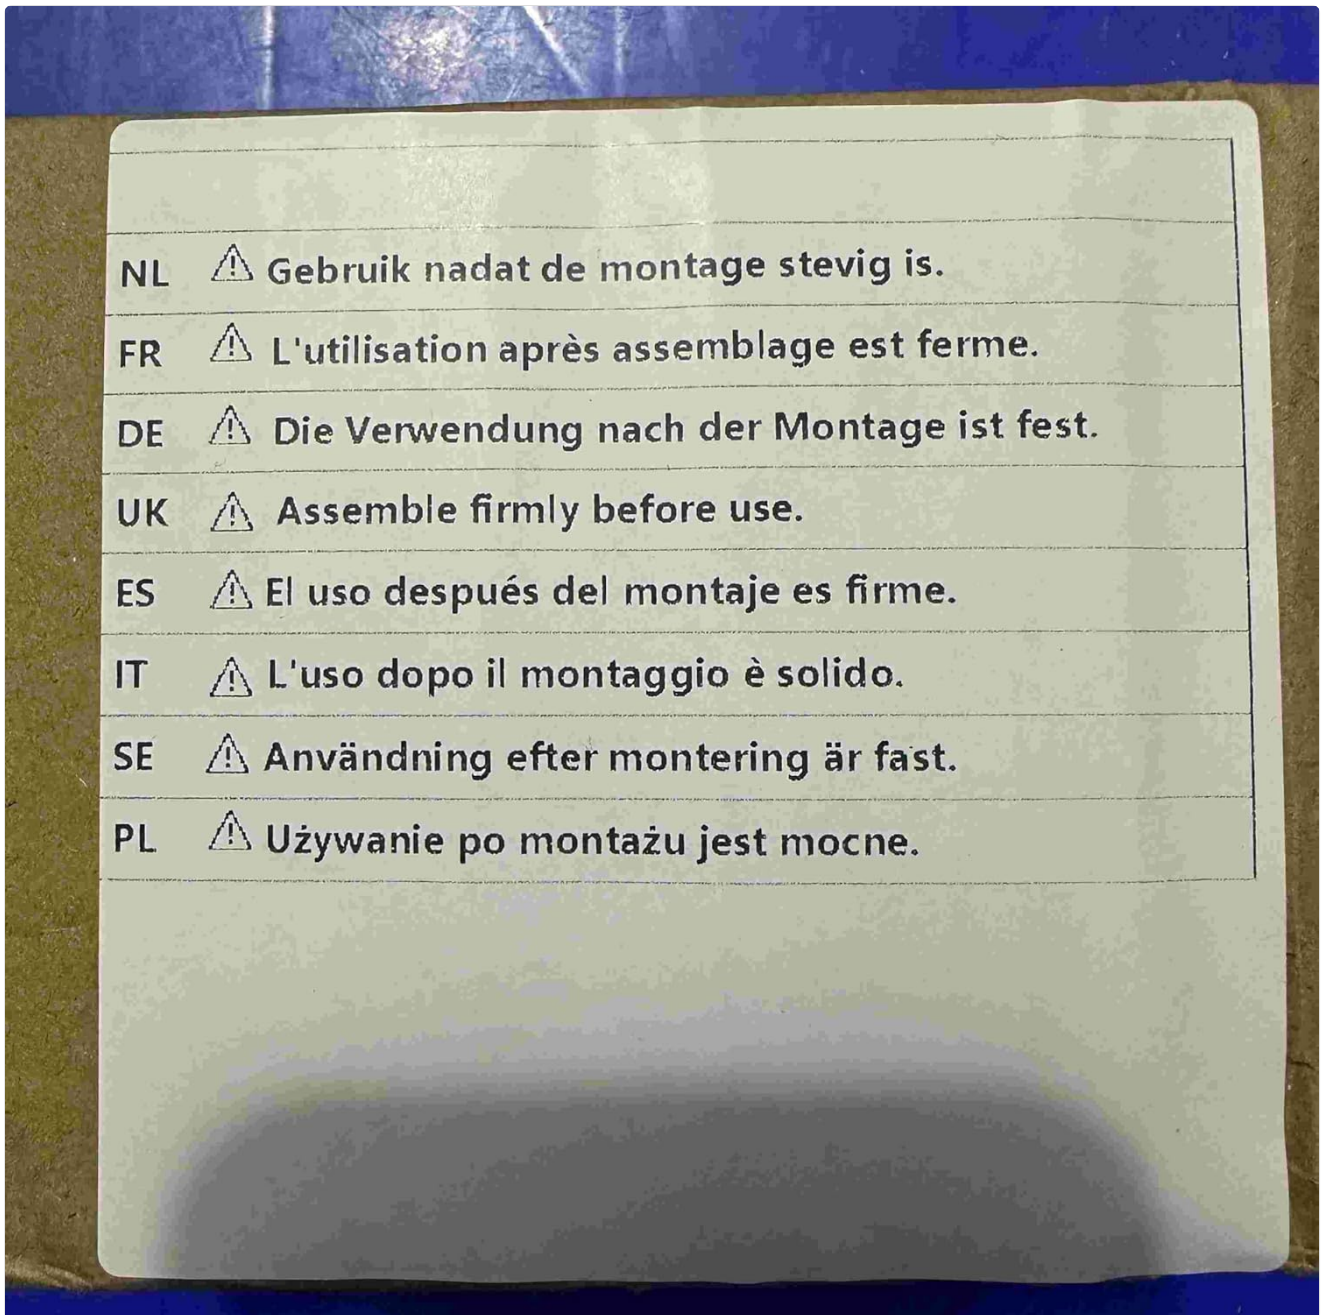 NL ⚠ Gebruik nadat de montage stevig is.
FR ⚠ L'utilisation après assemblage est ferme.
DE ⚠ Die Verwendung nach der Montage ist fest.
UK ⚠ Assemble firmly before use.
ES ⚠ El uso después del montaje es firme.
IT ⚠ L'uso dopo il montaggio è solido.
SE ⚠ Användning efter montering är fast.
PL ⚠ Używanie po montażu jest mocne.